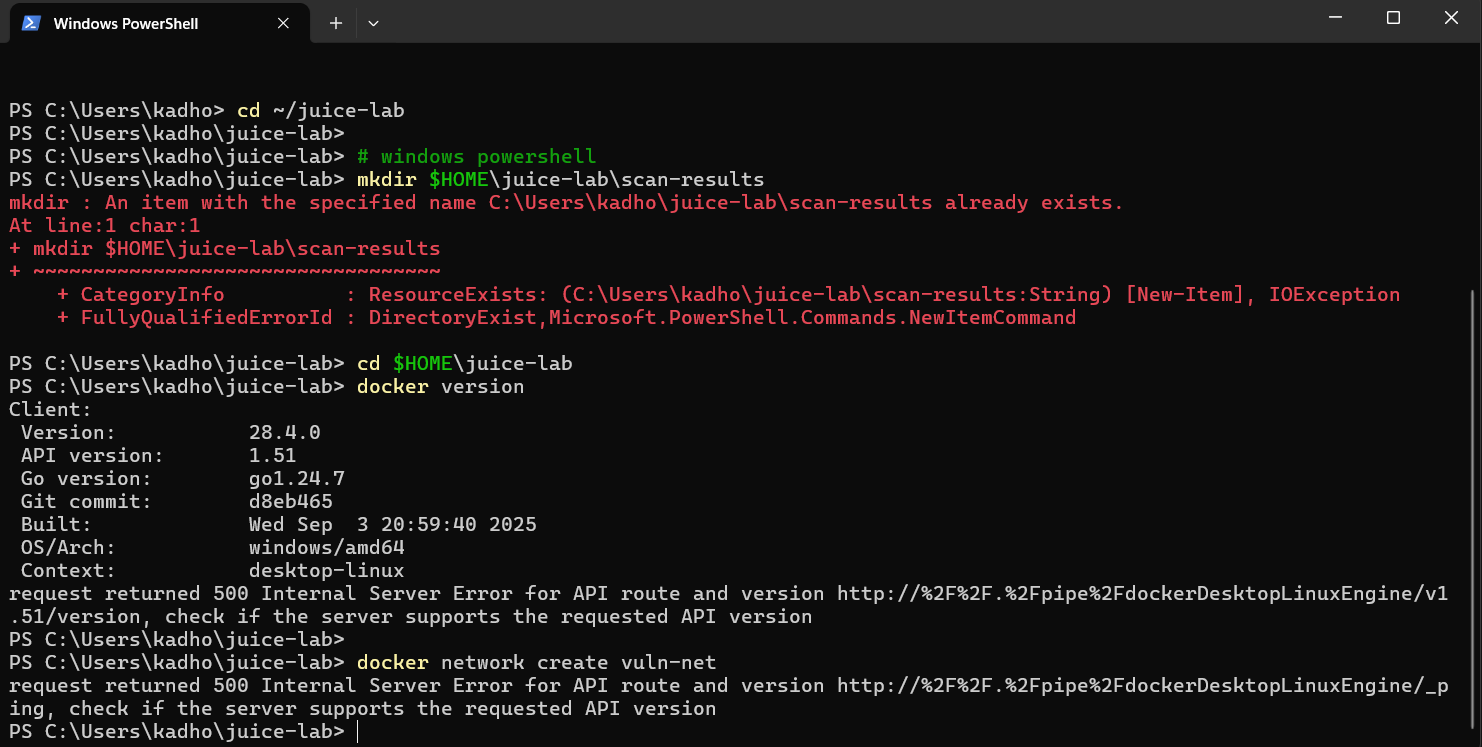 Windows PowerShell
PS C:\Users\kadho> cd ~/juice-lab
PS C:\Users\kadho\juice-lab>
PS C:\Users\kadho\juice-lab> # windows powershell
PS C:\Users\kadho\juice-lab> mkdir $HOME\juice-lab\scan-results
mkdir : An item with the specified name C:\Users\kadho\juice-lab\scan-results already exists.
At line:1 char:1
+ mkdir $HOME\juice-lab\scan-results
+ ~~~~~~~~~~~~~~~~~~~~~~~~~~~~~~~~~~
    + CategoryInfo          : ResourceExists: (C:\Users\kadho\juice-lab\scan-results:String) [New-Item], IOException
    + FullyQualifiedErrorId : DirectoryExist,Microsoft.PowerShell.Commands.NewItemCommand
PS C:\Users\kadho\juice-lab> cd $HOME\juice-lab
PS C:\Users\kadho\juice-lab> docker version
Client:
 Version:           28.4.0
 API version:       1.51
 Go version:        go1.24.7
 Git commit:        d8eb465
 Built:             Wed Sep  3 20:59:40 2025
 OS/Arch:           windows/amd64
 Context:           desktop-linux
request returned 500 Internal Server Error for API route and version http://%2F%2F.%2Fpipe%2FdockerDesktopLinuxEngine/v1
.51/version, check if the server supports the requested API version
PS C:\Users\kadho\juice-lab>
PS C:\Users\kadho\juice-lab> docker network create vuln-net
request returned 500 Internal Server Error for API route and version http://%2F%2F.%2Fpipe%2FdockerDesktopLinuxEngine/_p
ing, check if the server supports the requested API version
PS C:\Users\kadho\juice-lab>